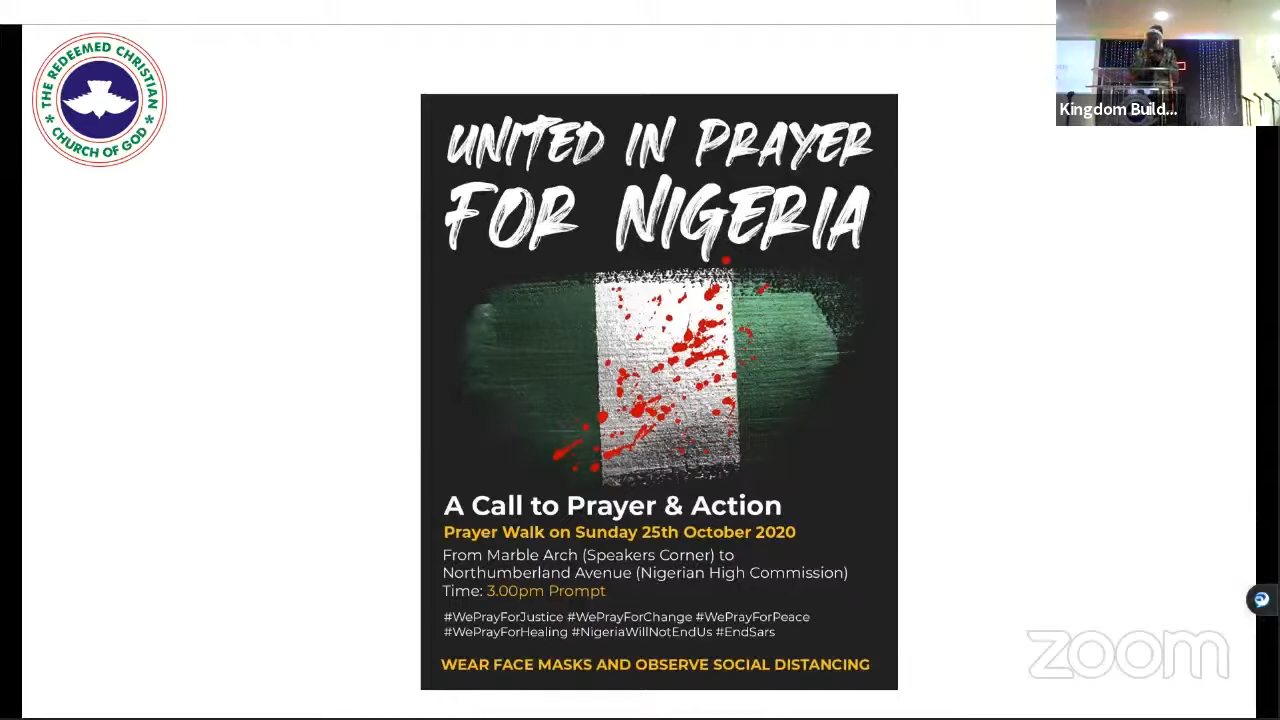 THE REDEEMED CHRISTIAN
CHURCH OF GOD
Kingdom Build...
UNITED IN PRAYER
FOR NIGERIA
A Call to Prayer & Action
Prayer Walk on Sunday 25th October 2020
From Marble Arch (Speakers Corner) to
Northumberland Avenue (Nigerian High Commission)
Time: 3.00pm Prompt
#WePrayForJustice #WePrayForChange #WePrayForPeace
#WePrayForHealing #NigeriaWillNotEndUs #EndSars
WEAR FACE MASKS AND OBSERVE SOCIAL DISTANCING
zoom